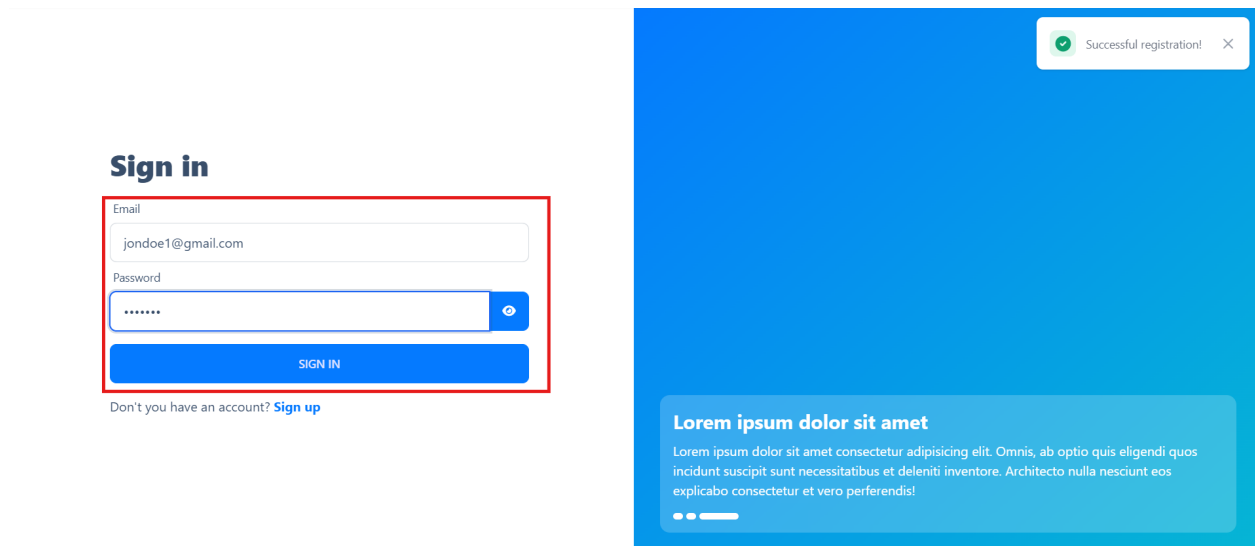 Successful registration!
Sign in
Email
jondoe1@gmail.com
Password
•••••••
SIGN IN
Don't you have an account? Sign up
Lorem ipsum dolor sit amet
Lorem ipsum dolor sit amet consectetur adipisicing elit. Omnis, ab optio quis eligendi quos
incidunt suscipit sunt necessitatibus et deleniti inventore. Architecto nulla nesciunt eos
explicabo consectetur et vero perferendis!